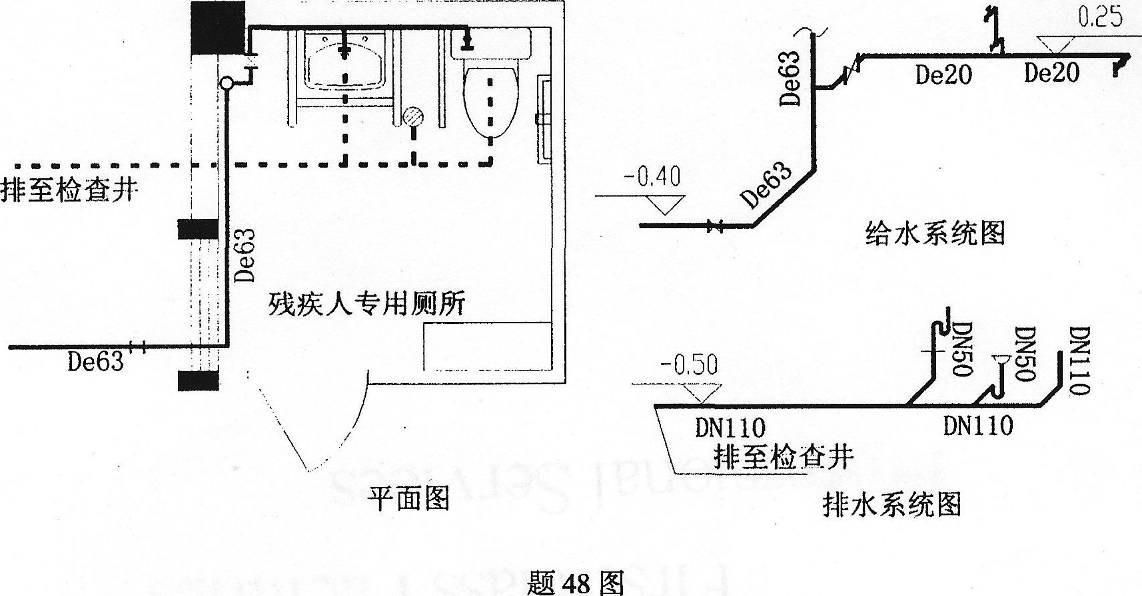 排至检查井
De63
De63
残疾人专用厕所
平面图
0.25
De63
De20
De20
-0.40
De63
给水系统图
-0.50
DN50
DN50
DN110
DN110
DN110
排至检查井
排水系统图
题 48 图